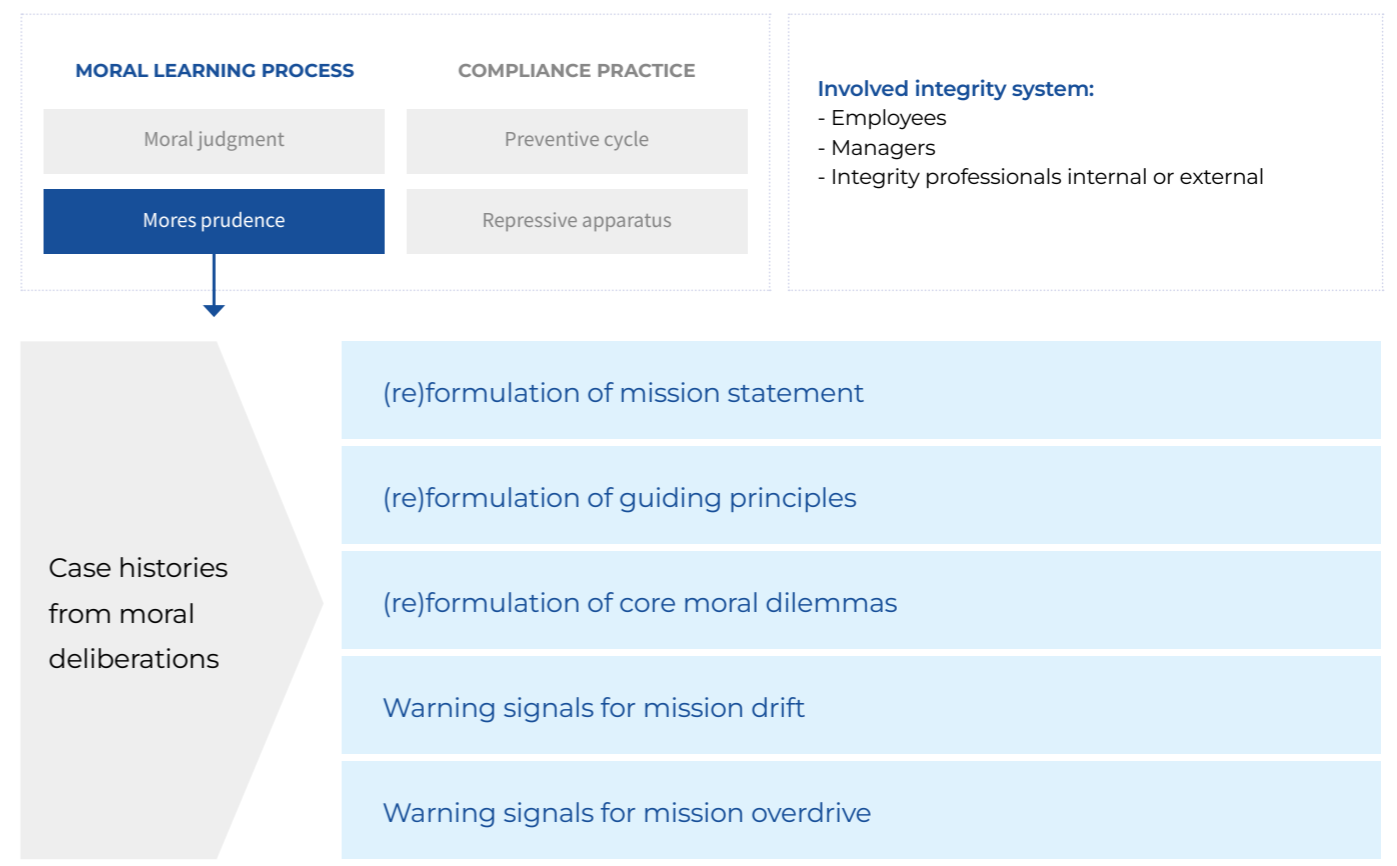 MORAL LEARNING PROCESS
COMPLIANCE PRACTICE
Moral judgment
Preventive cycle
Mores prudence
Repressive apparatus
Involved integrity system:
- Employees
- Managers
- Integrity professionals internal or external
Case histories
from moral
deliberations
(re)formulation of mission statement
(re)formulation of guiding principles
(re)formulation of core moral dilemmas
Warning signals for mission drift
Warning signals for mission overdrive